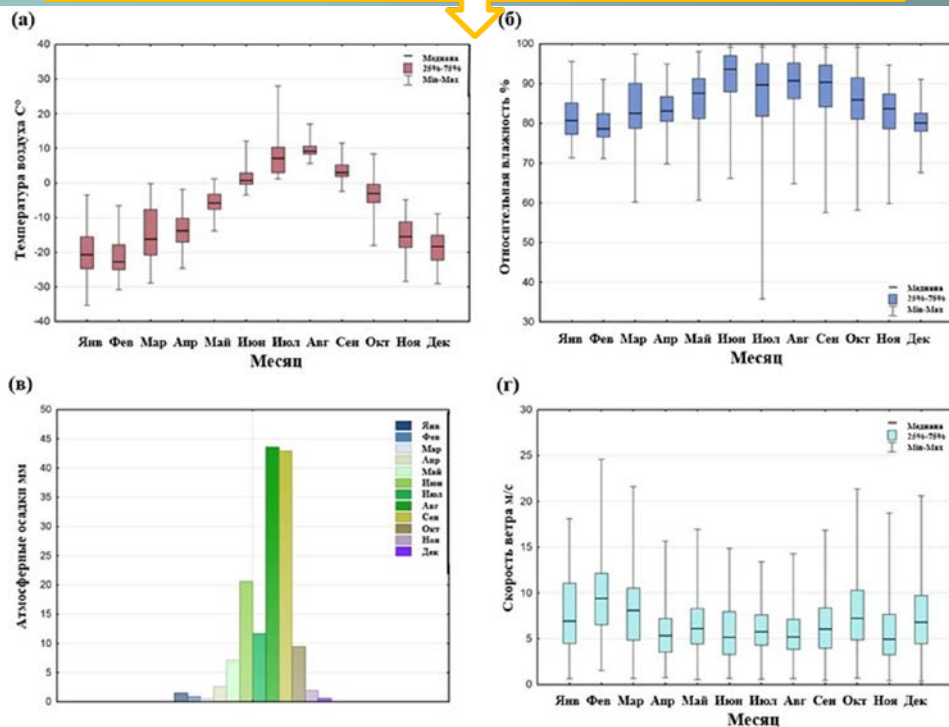 (а)
Температура воздуха C°
40
30
20
10
0
-10
-20
-30
-40
Медиана
25%-75%
Min-Max
Янв Фев Мар Апр Май Июн Июл Авг Сен Окт Ноя Дек
Месяц
(б)
Относительная влажность %
100
90
80
70
60
50
40
30
Медиана
25%-75%
Min-Max
Янв Фев Мар Апр Май Июн Июл Авг Сен Окт Ноя Дек
Месяц
(в)
Атмосферные осадки мм
50
45
40
35
30
25
20
15
10
5
0
Янв
Фев
Мар
Апр
Май
Июн
Июл
Авг
Сен
Окт
Ноя
Дек
(г)
Скорость ветра м/с
30
25
20
15
10
5
0
Медиана
25%-75%
Min-Max
Янв Фев Мар Апр Май Июн Июл Авг Сен Окт Ноя Дек
Месяц